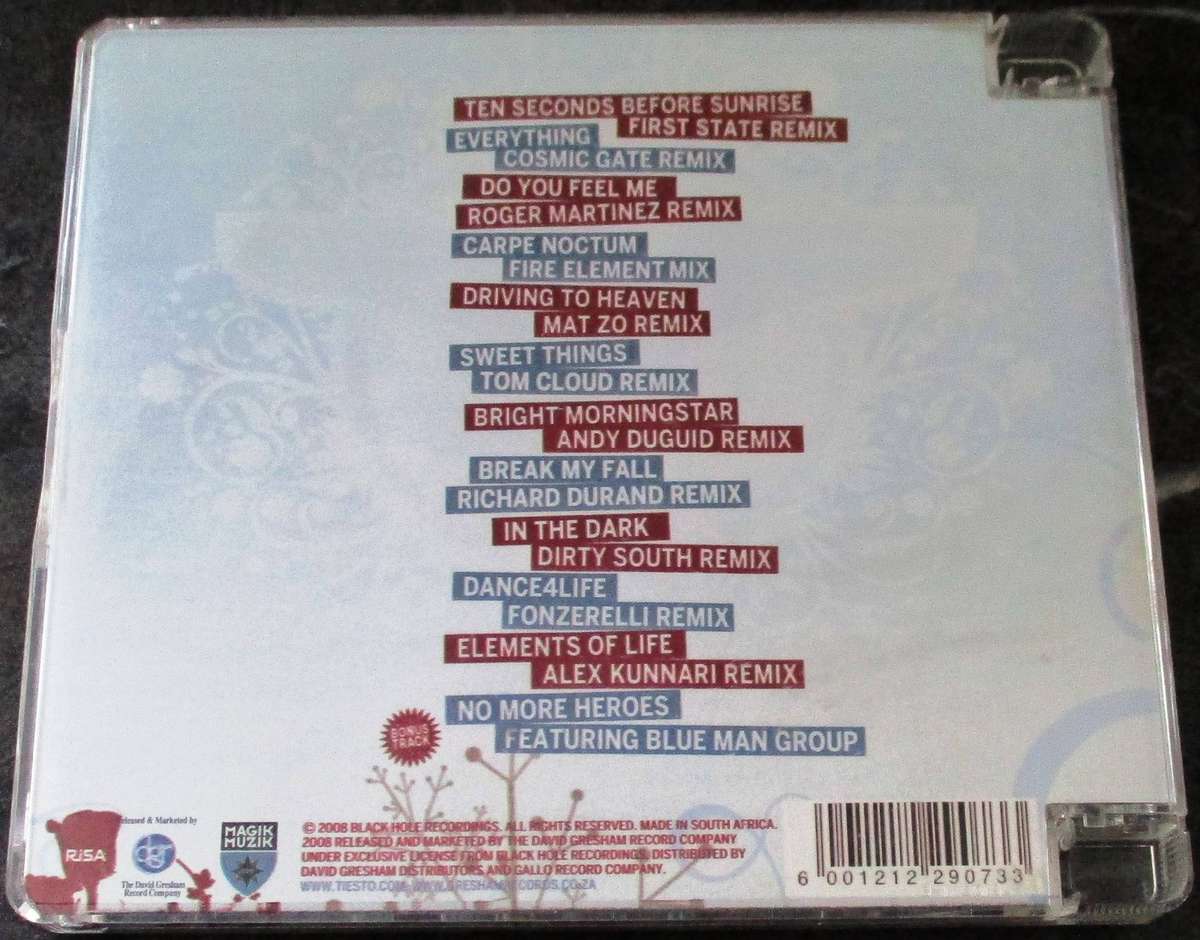 TEN SECONDS BEFORE SUNRISE
FIRST STATE REMIX
EVERYTHING
COSMIC GATE REMIX
DO YOU FEEL ME
ROGER MARTINEZ REMIX
CARPE NOCTUM
FIRE ELEMENT MIX
DRIVING TO HEAVEN
MAT ZO REMIX
SWEET THINGS
TOM CLOUD REMIX
BRIGHT MORNINGSTAR
ANDY DUGUID REMIX
BREAK MY FALL
RICHARD DURAND REMIX
IN THE DARK
DIRTY SOUTH REMIX
DANCE4LIFE
FONZERELLI REMIX
ELEMENTS OF LIFE
ALEX KUNNARI REMIX
NO MORE HEROES
BONUS
TRACK
FEATURING BLUE MAN GROUP
RiSA
& Marketed by
dgr
The David Gresham
Record Company
MAGIK
MUZIK
© 2008 BLACK HOLE RECORDINGS. ALL RIGHTS RESERVED. MADE IN SOUTH AFRICA.
2008 RELEASED AND MARKETED BY THE DAVID GRESHAM RECORD COMPANY
UNDER EXCLUSIVE LICENSE FROM BLACK HOLE RECORDINGS. DISTRIBUTED BY
DAVID GRESHAM DISTRIBUTORS AND GALLO RECORD COMPANY.
WWW.TIESTO.COM
6 001212 290733